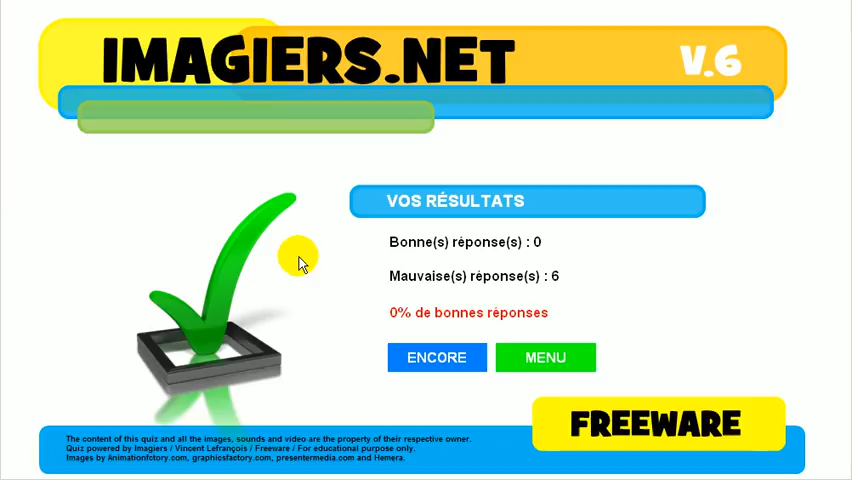 IMAGIERS.NET
V.6
VOS RÉSULTATS
Bonne(s) réponse(s) : 0
Mauvaise(s) réponse(s) : 6
0% de bonnes réponses
ENCORE
MENU
FREEWARE
The content of this quiz and all the images, sounds and video are the property of their respective owner.
Quiz powered by Imagiers / Vincent Lefrançois / Freeware / For educational purpose only.
Images by Animationfctory.com, graphicsfactory.com, presentermedia.com and Hemera.